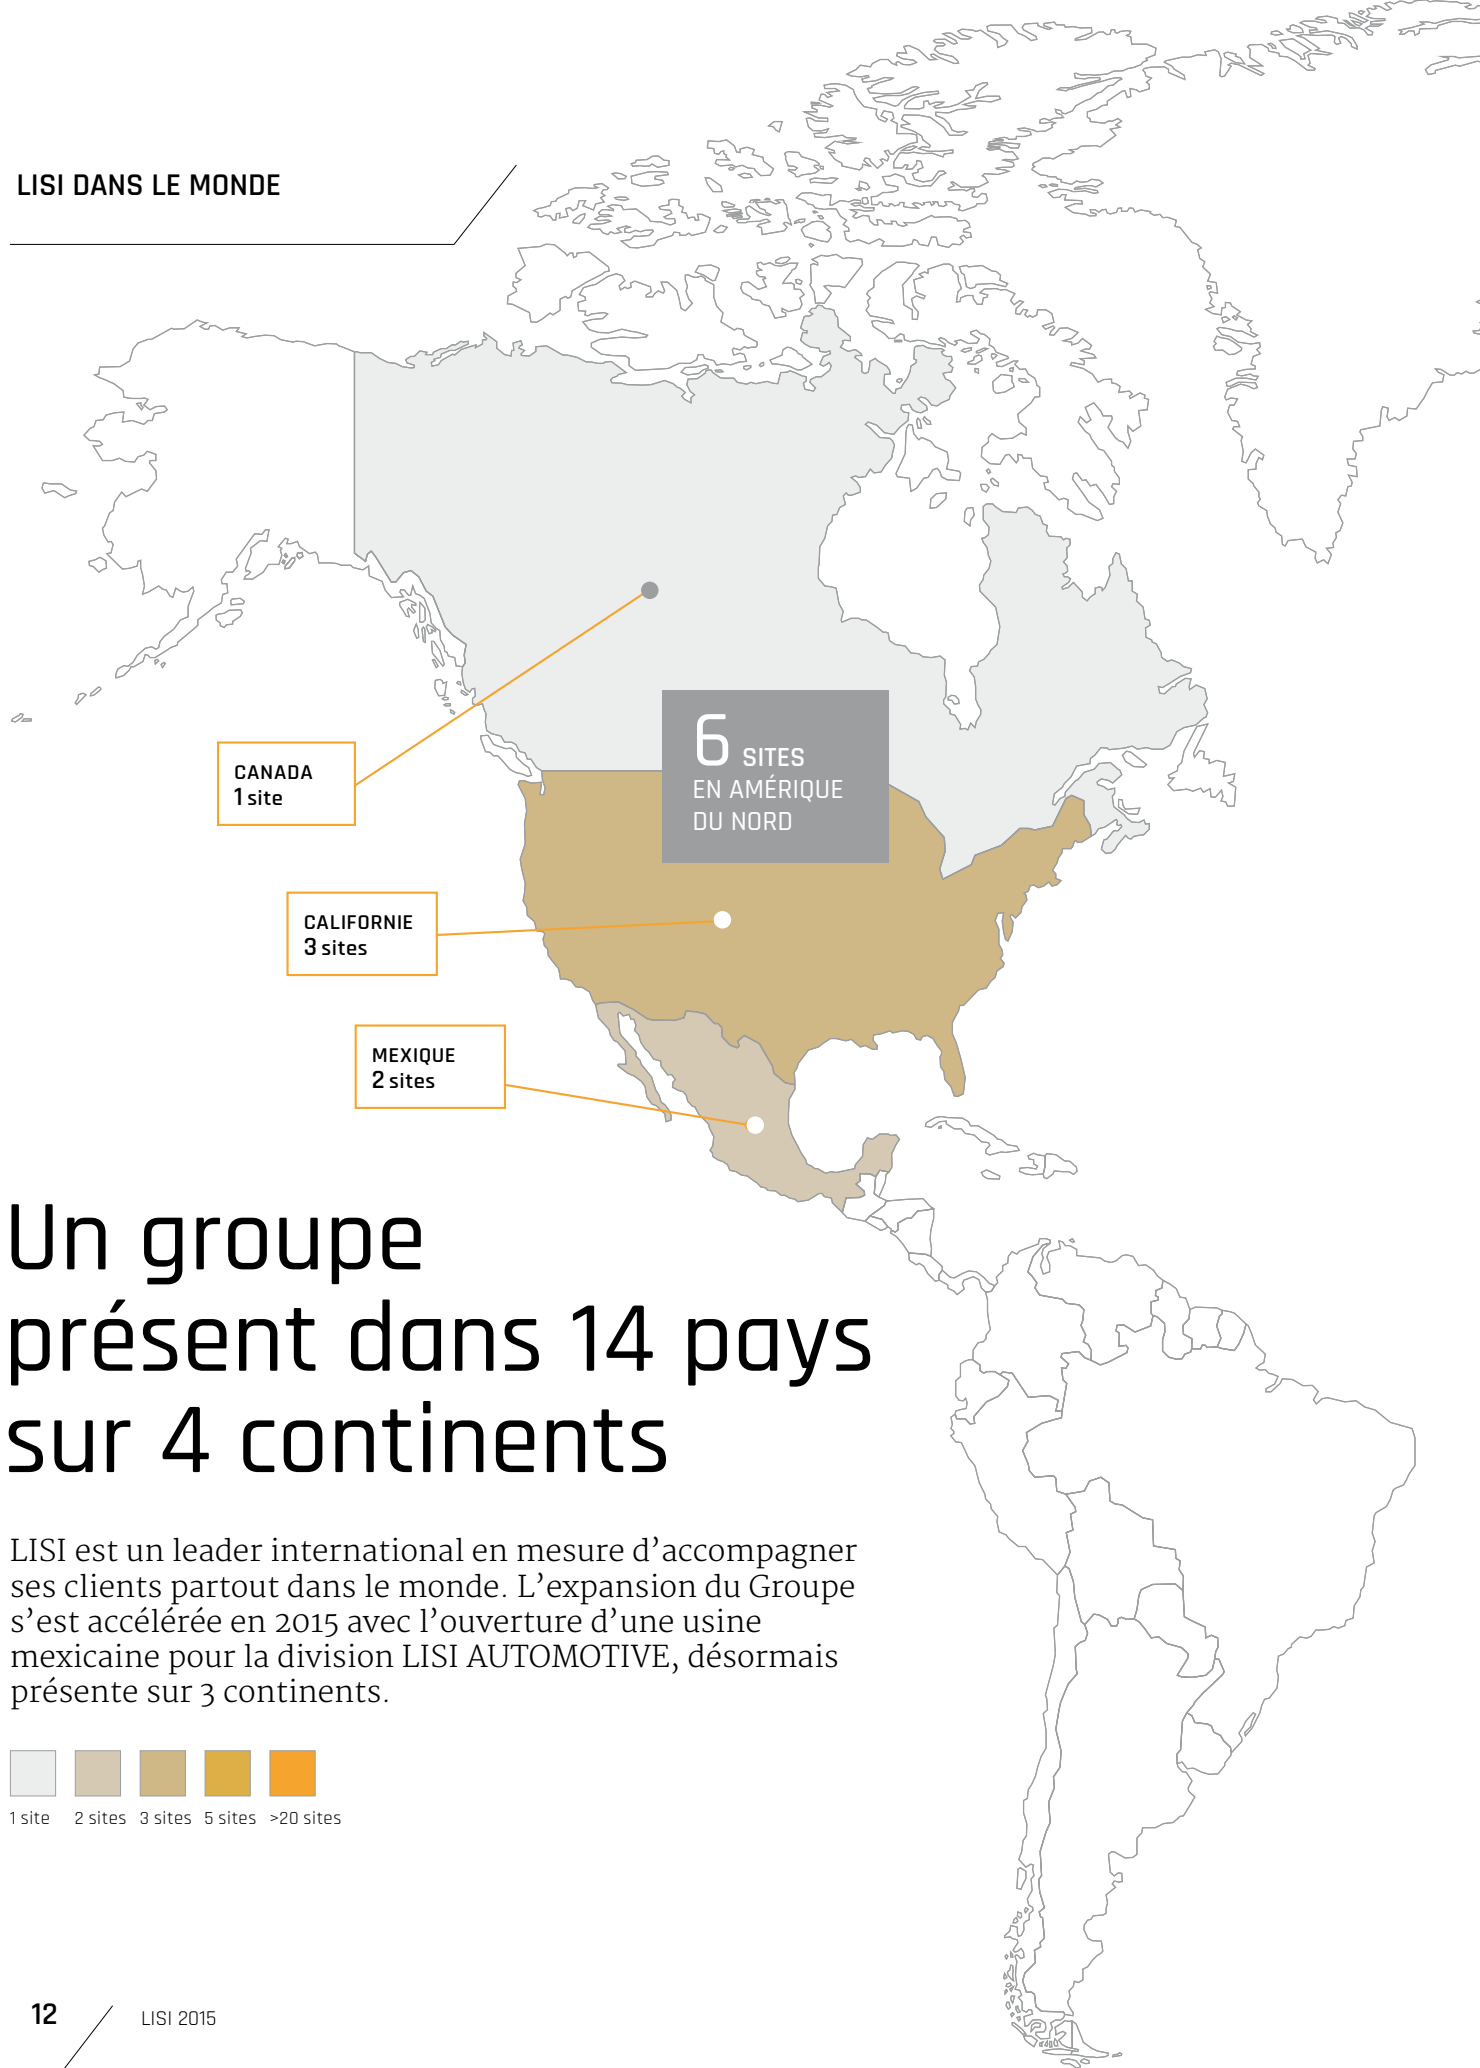 LISI DANS LE MONDE
CANADA
1 site
6 SITES
EN AMÉRIQUE
DU NORD
CALIFORNIE
3 sites
MEXIQUE
2 sites
Un groupe
présent dans 14 pays
sur 4 continents
LISI est un leader international en mesure d’accompagner
ses clients partout dans le monde. L’expansion du Groupe
s’est accélérée en 2015 avec l’ouverture d’une usine
mexicaine pour la division LISI AUTOMOTIVE, désormais
présente sur 3 continents.
1 site 2 sites 3 sites 5 sites >20 sites
12 LISI 2015